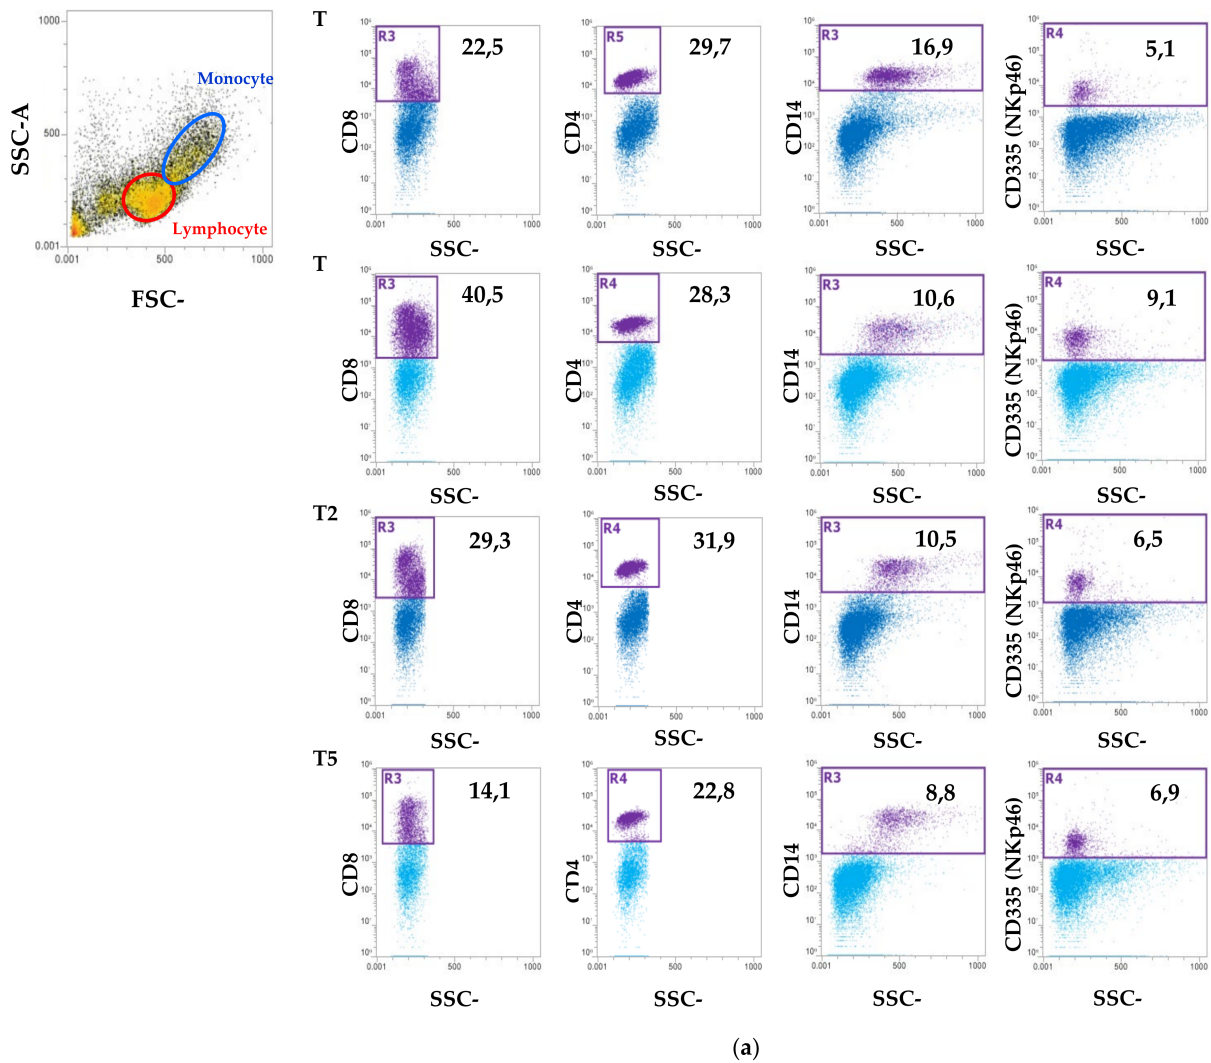 1000
500
0.001
0.001
500
1000
SSC-A
FSC-
Monocyte
Lymphocyte
T
R3
22,5
CD8
SSC-
R5
29,7
CD4
SSC-
R3
16,9
CD14
SSC-
R4
5,1
CD335 (NKp46)
SSC-
T
R3
40,5
CD8
SSC-
R4
28,3
CD4
SSC-
R3
10,6
CD14
SSC-
R4
9,1
CD335 (NKp46)
SSC-
T2
R3
29,3
CD8
SSC-
R4
31,9
CD4
SSC-
R3
10,5
CD14
SSC-
R4
6,5
CD335 (NKp46)
SSC-
T5
R3
14,1
CD8
SSC-
R4
22,8
CD4
SSC-
R3
8,8
CD14
SSC-
R4
6,9
CD335 (NKp46)
SSC-
(a)